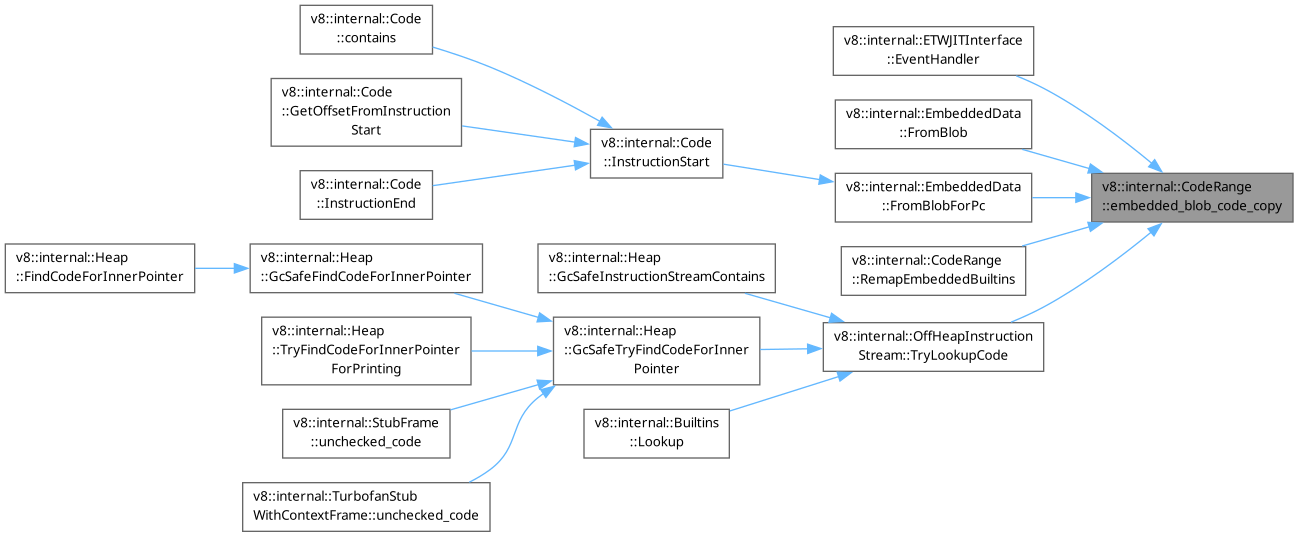 v8::internal::Code
::contains
v8::internal::ETWJITInterface
::EventHandler
v8::internal::Code
::GetOffsetFromInstruction
Start
v8::internal::EmbeddedData
::FromBlob
v8::internal::Code
::InstructionStart
v8::internal::Code
::InstructionEnd
v8::internal::EmbeddedData
::FromBlobForPc
v8::internal::CodeRange
::embedded_blob_code_copy
v8::internal::Heap
::FindCodeForInnerPointer
v8::internal::Heap
::GcSafeFindCodeForInnerPointer
v8::internal::Heap
::GcSafeInstructionStreamContains
v8::internal::CodeRange
::RemapEmbeddedBuiltins
v8::internal::Heap
::TryFindCodeForInnerPointer
ForPrinting
v8::internal::Heap
::GcSafeTryFindCodeForInner
Pointer
v8::internal::OffHeapInstruction
Stream::TryLookupCode
v8::internal::StubFrame
::unchecked_code
v8::internal::Builtins
::Lookup
v8::internal::TurbofanStub
WithContextFrame::unchecked_code